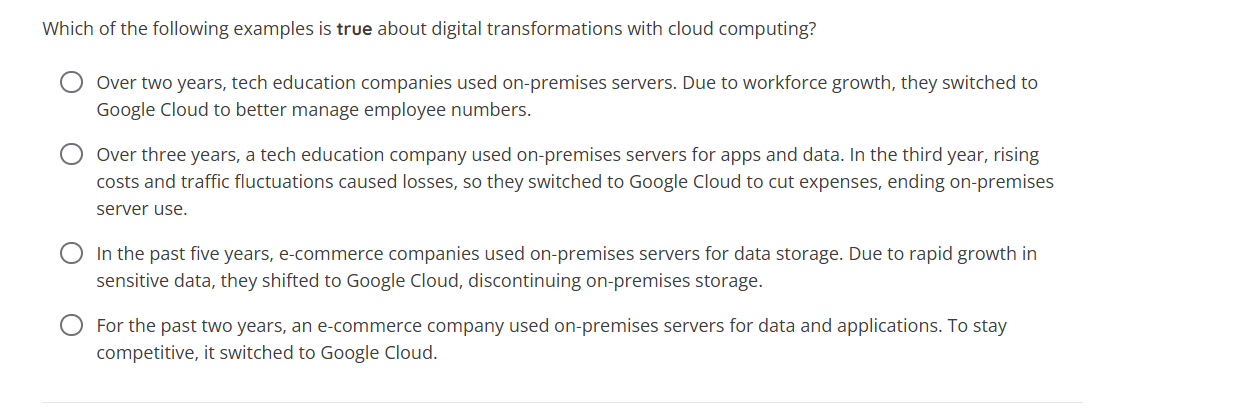 Which of the following examples is true about digital transformations with cloud computing?
Over two years, tech education companies used on-premises servers. Due to workforce growth, they switched to
Google Cloud to better manage employee numbers.
Over three years, a tech education company used on-premises servers for apps and data. In the third year, rising
costs and traffic fluctuations caused losses, so they switched to Google Cloud to cut expenses, ending on-premises
server use.
In the past five years, e-commerce companies used on-premises servers for data storage. Due to rapid growth in
sensitive data, they shifted to Google Cloud, discontinuing on-premises storage.
For the past two years, an e-commerce company used on-premises servers for data and applications. To stay
competitive, it switched to Google Cloud.